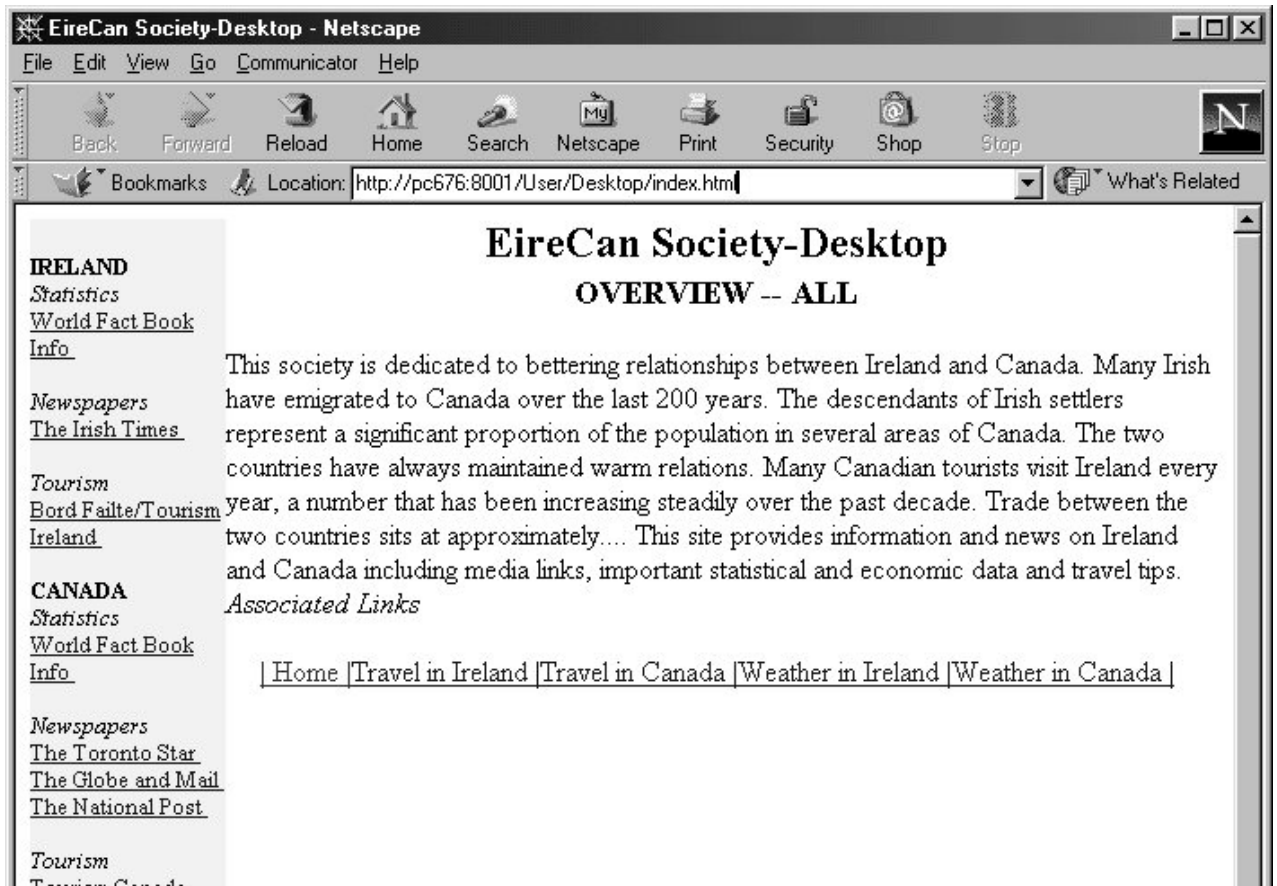 EireCan Society-Desktop - Netscape
File Edit View Go Communicator Help
My
N
Back Forward Reload Home Search Netscape Print Security Shop Stop
Bookmarks Location: http://pc676:8001/User/Desktop/index.html What's Related
IRELAND
Statistics
World Fact Book
Info
Newspapers
The Irish Times
Tourism
Bord Failte/Tourism
Ireland
CANADA
Statistics
World Fact Book
Info
Newspapers
The Toronto Star
The Globe and Mail
The National Post
Tourism
Tourism Canada
EireCan Society-Desktop
OVERVIEW -- ALL
This society is dedicated to bettering relationships between Ireland and Canada. Many Irish
have emigrated to Canada over the last 200 years. The descendants of Irish settlers
represent a significant proportion of the population in several areas of Canada. The two
countries have always maintained warm relations. Many Canadian tourists visit Ireland every
year, a number that has been increasing steadily over the past decade. Trade between the
two countries sits at approximately.... This site provides information and news on Ireland
and Canada including media links, important statistical and economic data and travel tips.
Associated Links
| Home |Travel in Ireland |Travel in Canada |Weather in Ireland |Weather in Canada |